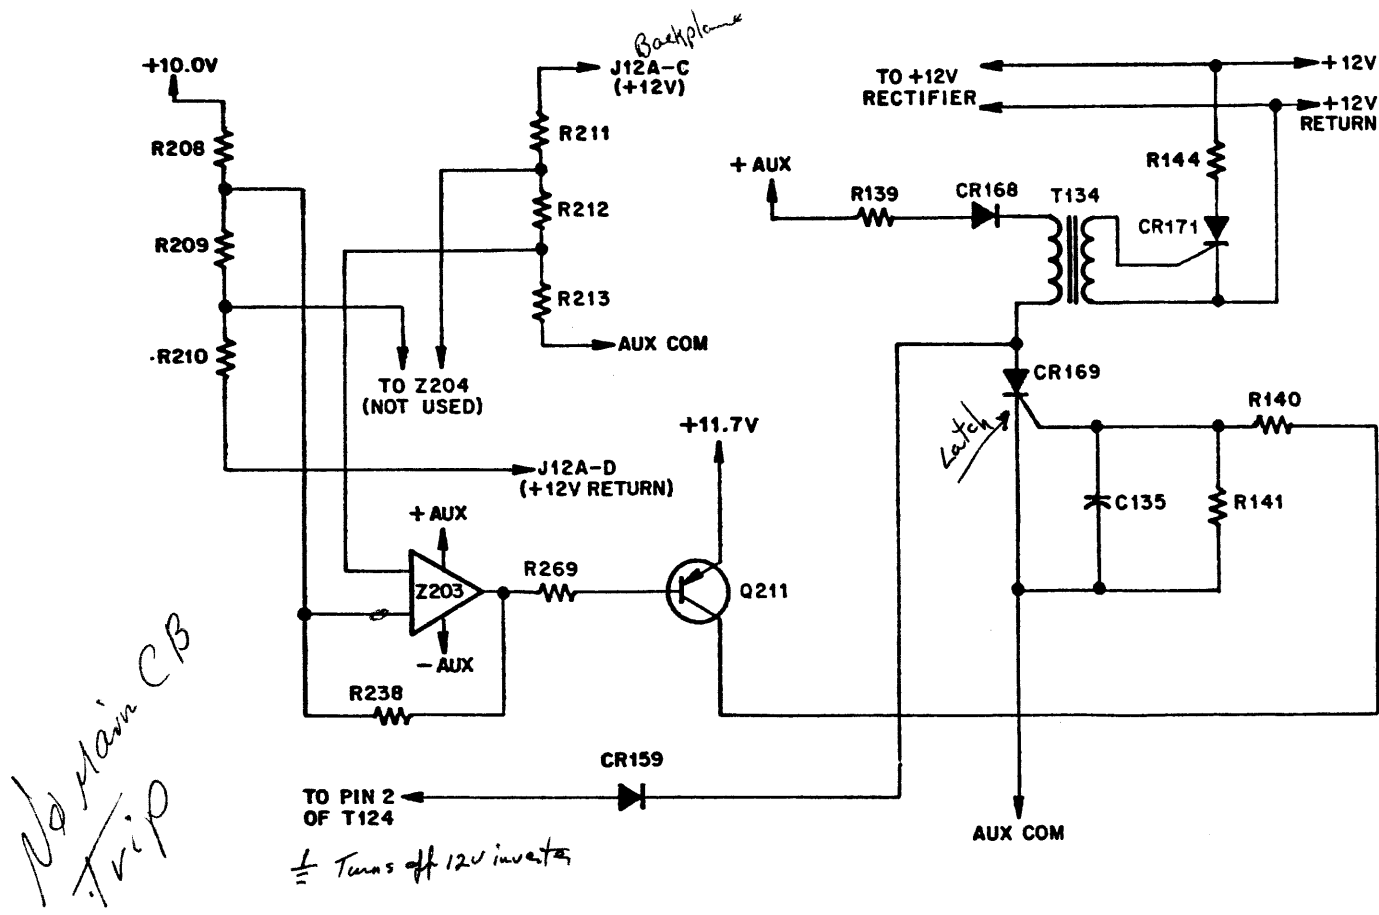 Backplane
+10.0V
J12A-C
(+12V)
TO +12V
RECTIFIER
+12V
+12V
RETURN
R208
R211
+ AUX
R139
CR168
T134
R144
CR171
R209
R212
R213
AUX COM
R210
TO Z204
(NOT USED)
CR169
R140
Latch
+11.7V
J12A-D
(+12V RETURN)
C135
R141
+ AUX
Z203
R269
Q211
- AUX
R238
No Main CB
Trip
CR159
TO PIN 2
OF T124
AUX COM
Turns off 12V inverter